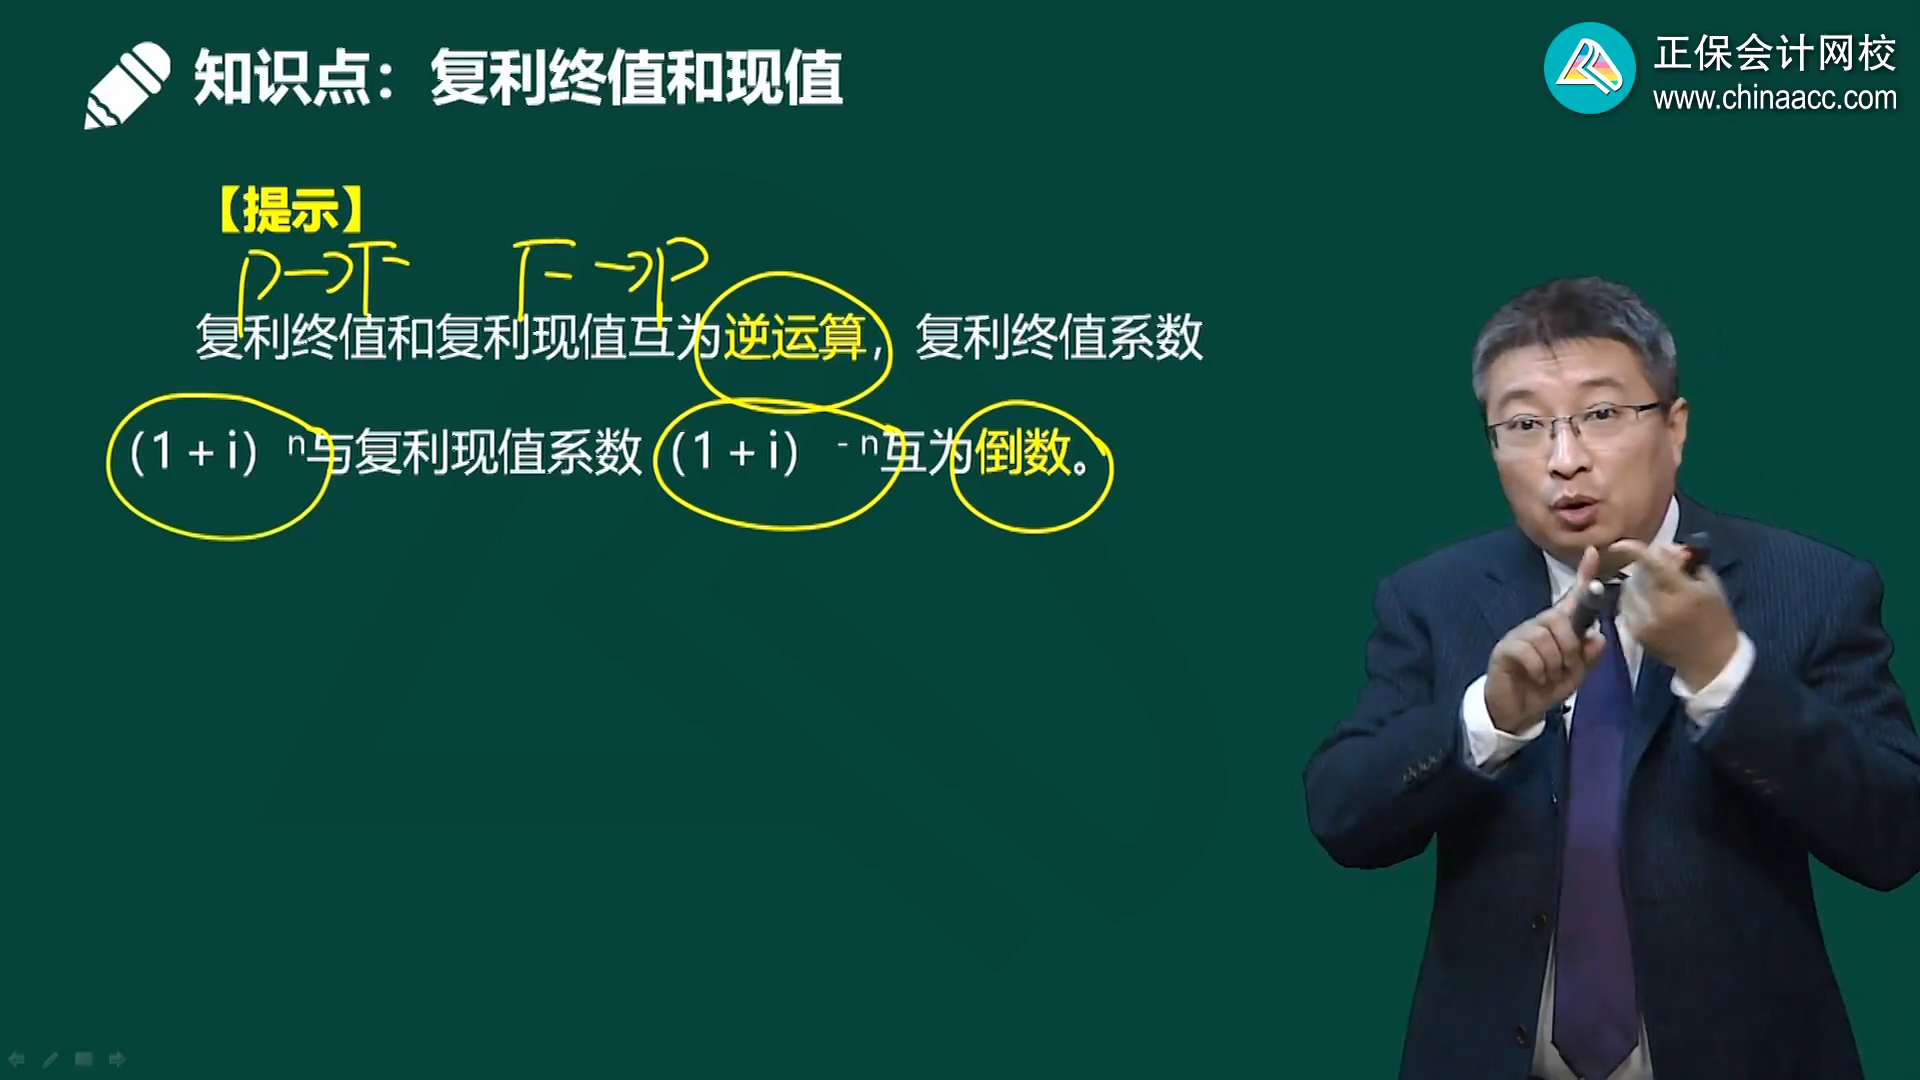 知识点：复利终值和现值
正保会计网校
www.chinaacc.com
【提示】
P→F F→P
复利终值和复利现值互为逆运算，复利终值系数
（1＋i）ⁿ与复利现值系数（1＋i）⁻ⁿ互为倒数。